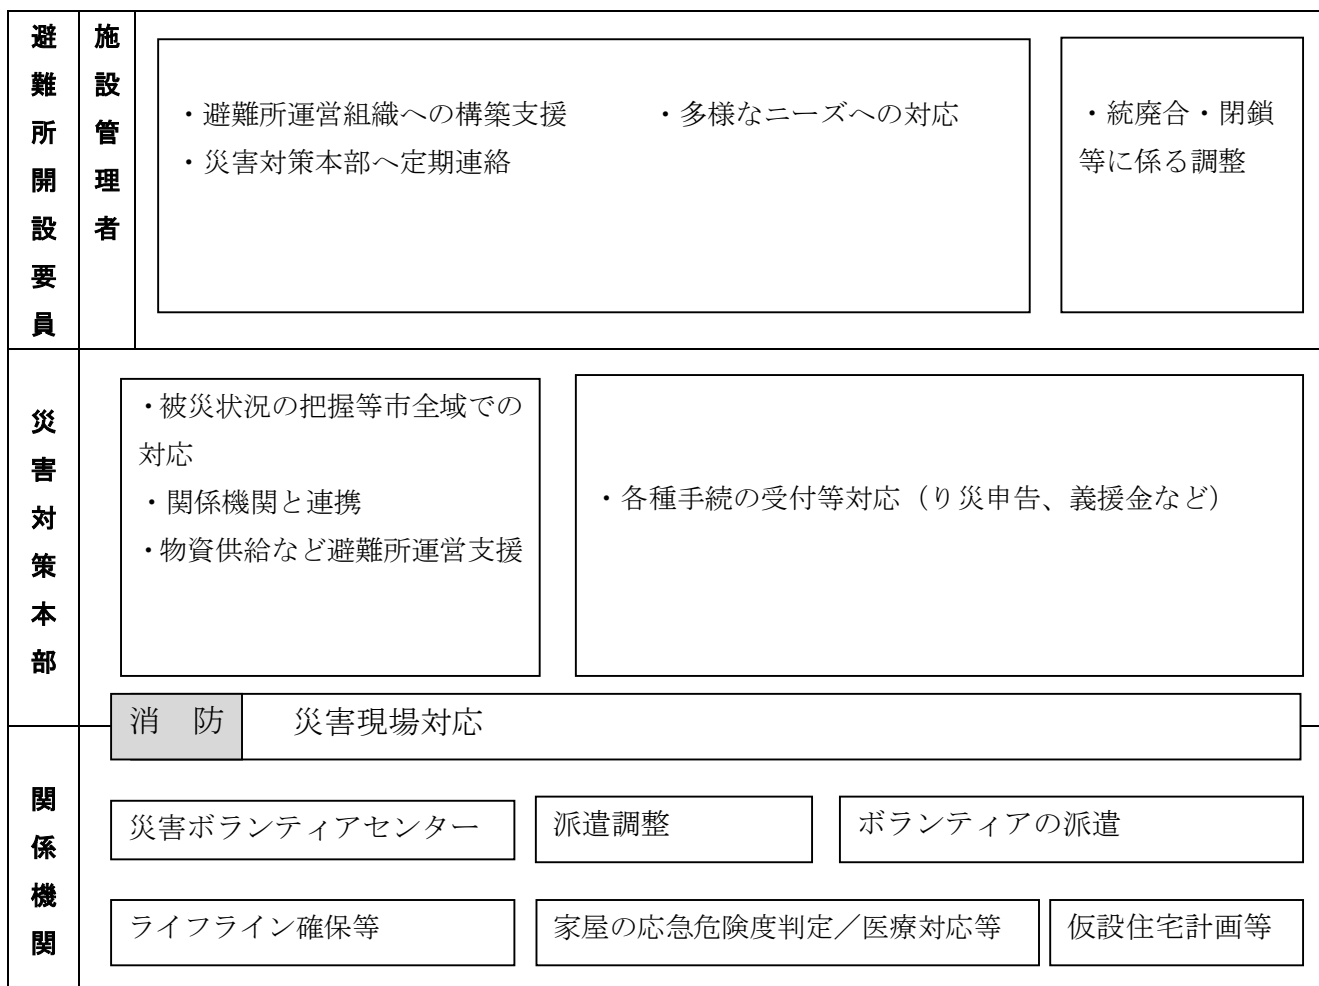 避難所開設要員
施設管理者
・避難所運営組織への構築支援　　　・多様なニーズへの対応
・災害対策本部へ定期連絡
・統廃合・閉鎖
等に係る調整
災害対策本部
・被災状況の把握等市全域での
対応
・関係機関と連携
・物資供給など避難所運営支援
・各種手続の受付等対応（り災申告、義援金など）
消　防　　災害現場対応
関係機関
災害ボランティアセンター
派遣調整
ボランティアの派遣
ライフライン確保等
家屋の応急危険度判定／医療対応等
仮設住宅計画等